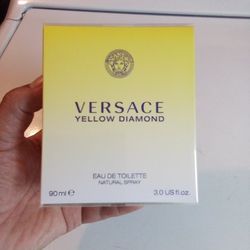 VERSACE
YELLOW DIAMOND
EAU DE TOILETTE
NATURAL SPRAY
90 ml ℮ 3.0 US fl.oz.